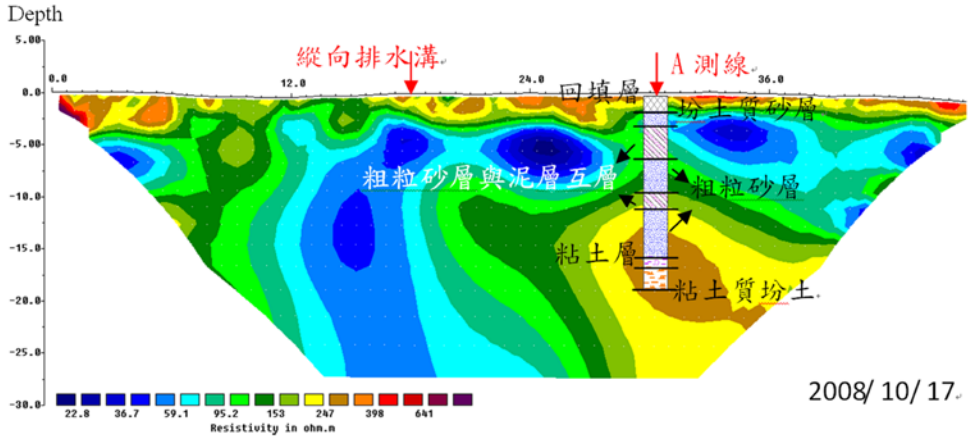 Depth
縱向排水溝
A 測線
5.00
0.0
12.0
24.0
36.0
0.0
-5.00
-10.0
-15.0
-20.0
-25.0
-30.0
回填層
坋土質砂層
粗粒砂層與泥層互層
粗粒砂層
粘土層
粘土質坋土
22.8 36.7 59.1 95.2 153 247 398 641
Resistivity in ohm.m
2008/ 10/ 17